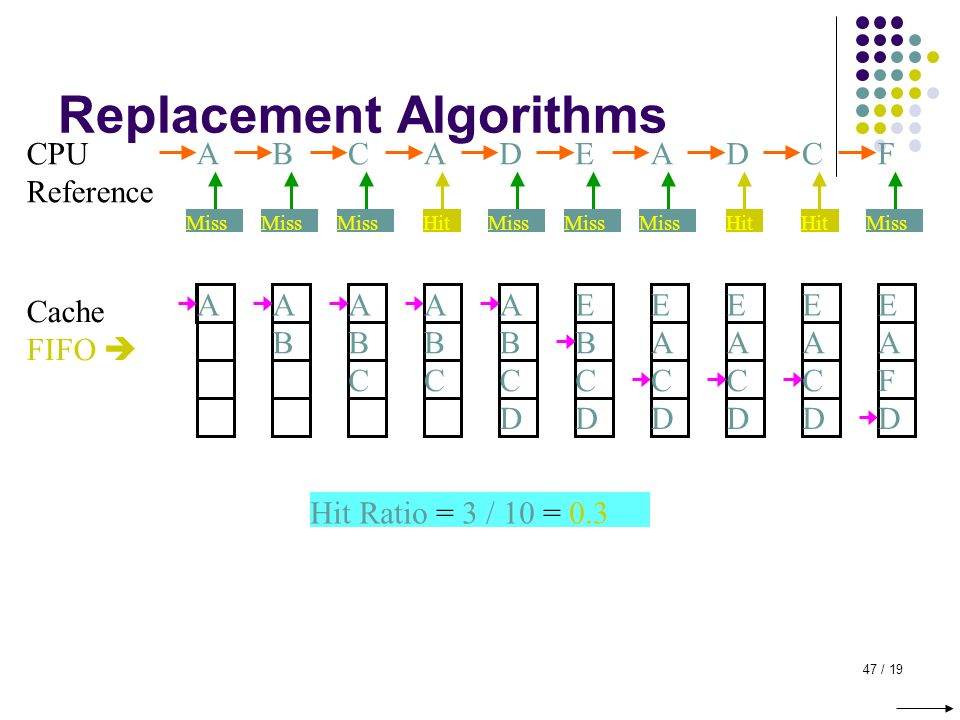 Replacement Algorithms
CPU Reference
A B C A D E A D C F
Miss Miss Miss Hit Miss Miss Miss Hit Hit Miss
Cache
FIFO 🡺
A A A A A E E E E E
B B B B B A A A A
C C C C C C C F
D D D D D D
Hit Ratio = 3 / 10 = 0.3
47 / 19